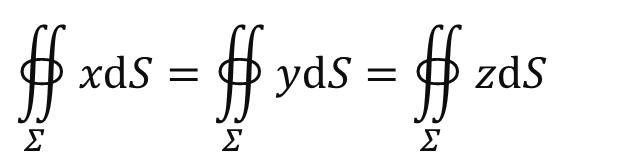 ∯_Σ xdS = ∯_Σ ydS = ∯_Σ zdS